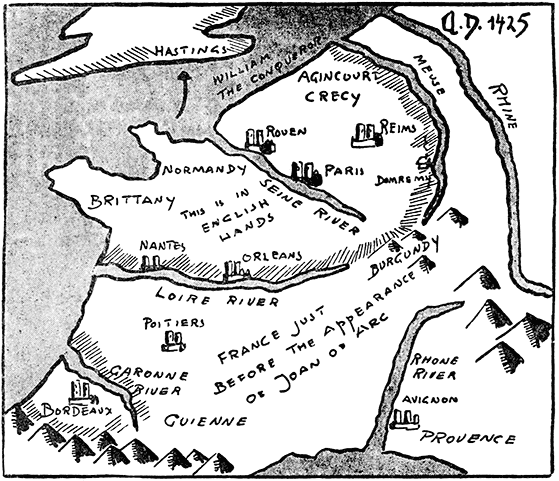 A.D. 1425
HASTINGS
WILLIAM
THE CONQUEROR
AGINCOURT
CRECY
MEUSE
RHINE
ROUEN
REIMS
PARIS
DOMREMY
NORMANDY
BRITTANY
THIS IS IN
ENGLISH
HANDS
SEINE RIVER
NANTES
ORLEANS
BURGUNDY
LOIRE RIVER
POITIERS
FRANCE JUST
BEFORE THE APPEARANCE
OF JOAN OF ARC
GARONNE
RIVER
BORDEAUX
GUIENNE
RHONE
RIVER
AVIGNON
PROVENCE